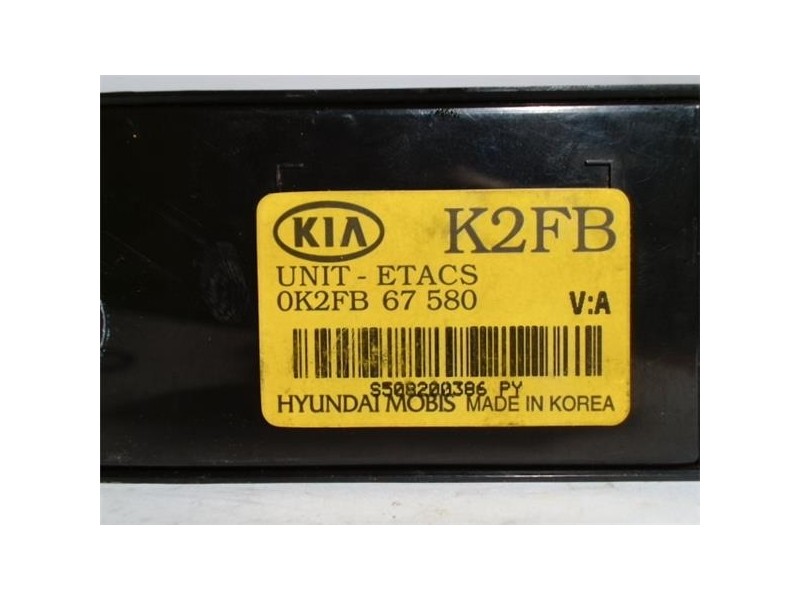 KIA K2FB
UNIT - ETACS
0K2FB 67 580 V:A
S508200386 PY
HYUNDAI MOBIS MADE IN KOREA